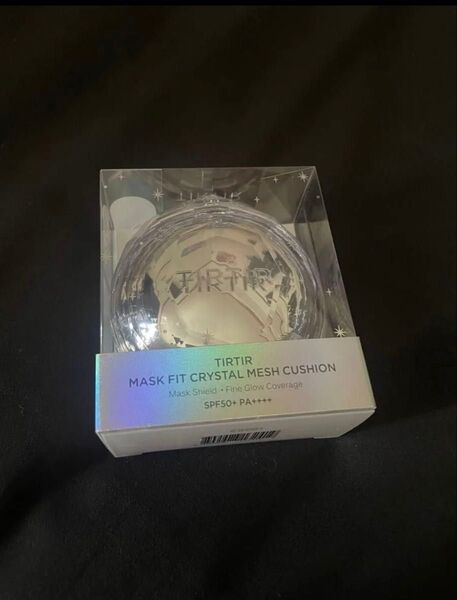 TIRTIR
TIRTIR
MASK FIT CRYSTAL MESH CUSHION
Mask Shield • Fine Glow Coverage
SPF50+ PA++++